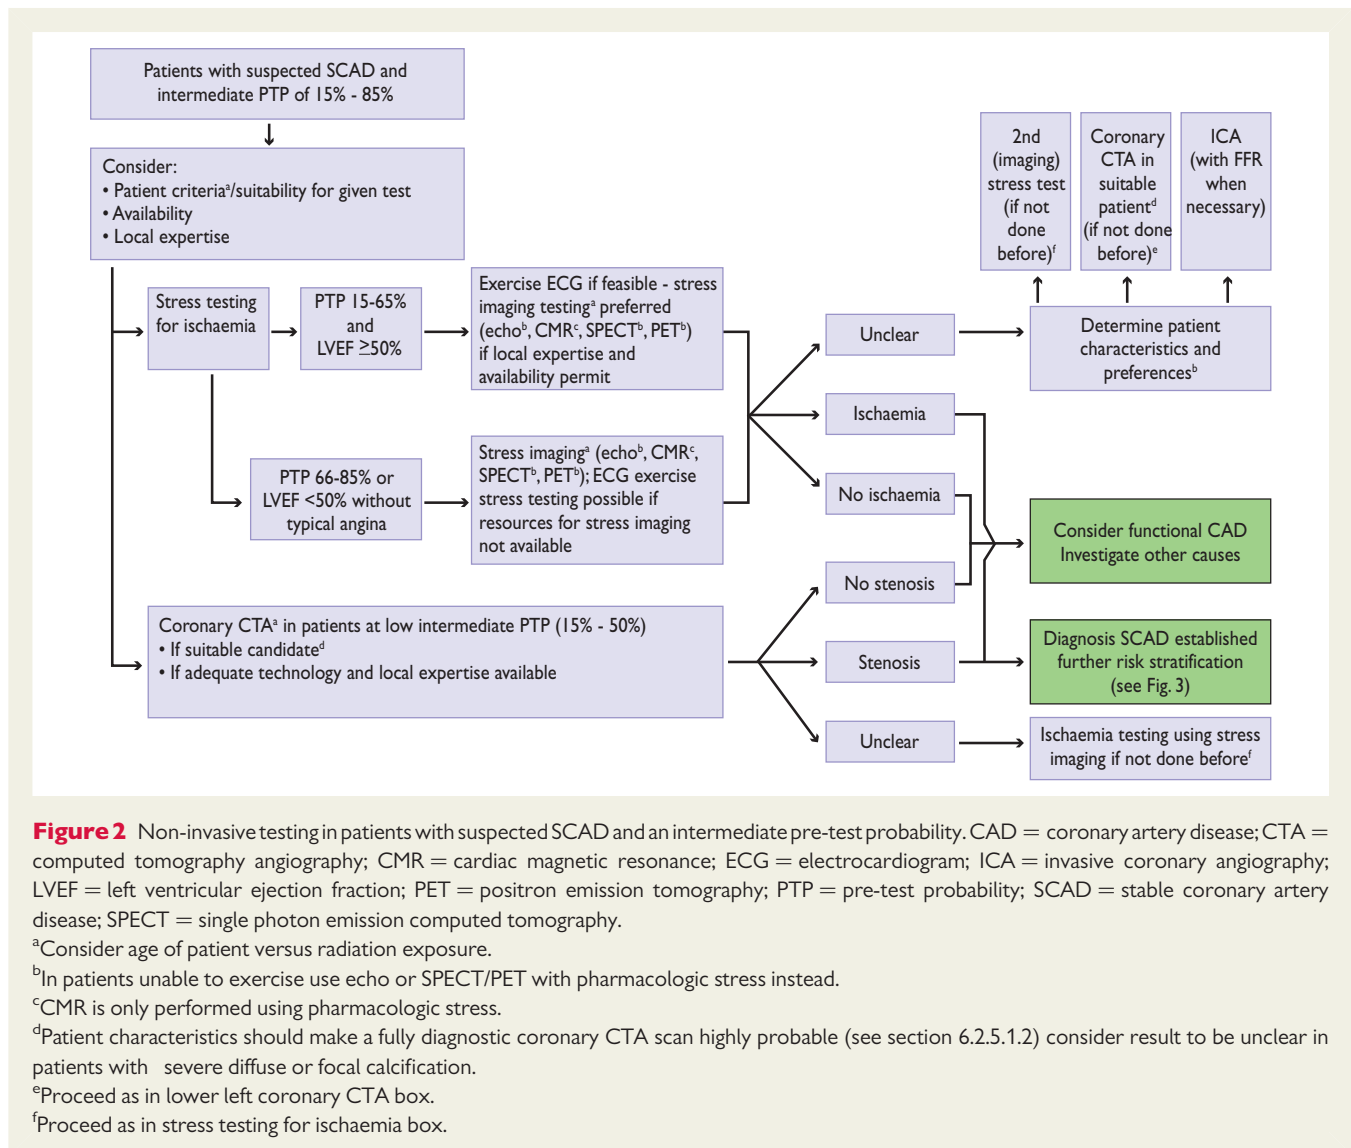 Patients with suspected SCAD and
intermediate PTP of 15% - 85%
Consider:
• Patient criteriaᵃ/suitability for given test
• Availability
• Local expertise
Stress testing
for ischaemia
PTP 15-65%
and
LVEF ≥50%
Exercise ECG if feasible - stress
imaging testingᵃ preferred
(echoᵇ, CMRᶜ, SPECTᵇ, PETᵇ)
if local expertise and
availability permit
PTP 66-85% or
LVEF <50% without
typical angina
Stress imagingᵃ (echoᵇ, CMRᶜ,
SPECTᵇ, PETᵇ); ECG exercise
stress testing possible if
resources for stress imaging
not available
Coronary CTAᵃ in patients at low intermediate PTP (15% - 50%)
• If suitable candidateᵈ
• If adequate technology and local expertise available
Unclear
Ischaemia
No ischaemia
No stenosis
Stenosis
Unclear
2nd
(imaging)
stress test
(if not
done
before)ᶠ
Coronary
CTA in
suitable
patientᵈ
(if not done
before)ᵉ
ICA
(with FFR
when
necessary)
Determine patient
characteristics and
preferencesᵇ
Consider functional CAD
Investigate other causes
Diagnosis SCAD established
further risk stratification
(see Fig. 3)
Ischaemia testing using stress
imaging if not done beforeᶠ
Figure 2 Non-invasive testing in patients with suspected SCAD and an intermediate pre-test probability. CAD = coronary artery disease; CTA =
computed tomography angiography; CMR = cardiac magnetic resonance; ECG = electrocardiogram; ICA = invasive coronary angiography;
LVEF = left ventricular ejection fraction; PET = positron emission tomography; PTP = pre-test probability; SCAD = stable coronary artery
disease; SPECT = single photon emission computed tomography.
ᵃConsider age of patient versus radiation exposure.
ᵇIn patients unable to exercise use echo or SPECT/PET with pharmacologic stress instead.
ᶜCMR is only performed using pharmacologic stress.
ᵈPatient characteristics should make a fully diagnostic coronary CTA scan highly probable (see section 6.2.5.1.2) consider result to be unclear in
patients with severe diffuse or focal calcification.
ᵉProceed as in lower left coronary CTA box.
ᶠProceed as in stress testing for ischaemia box.